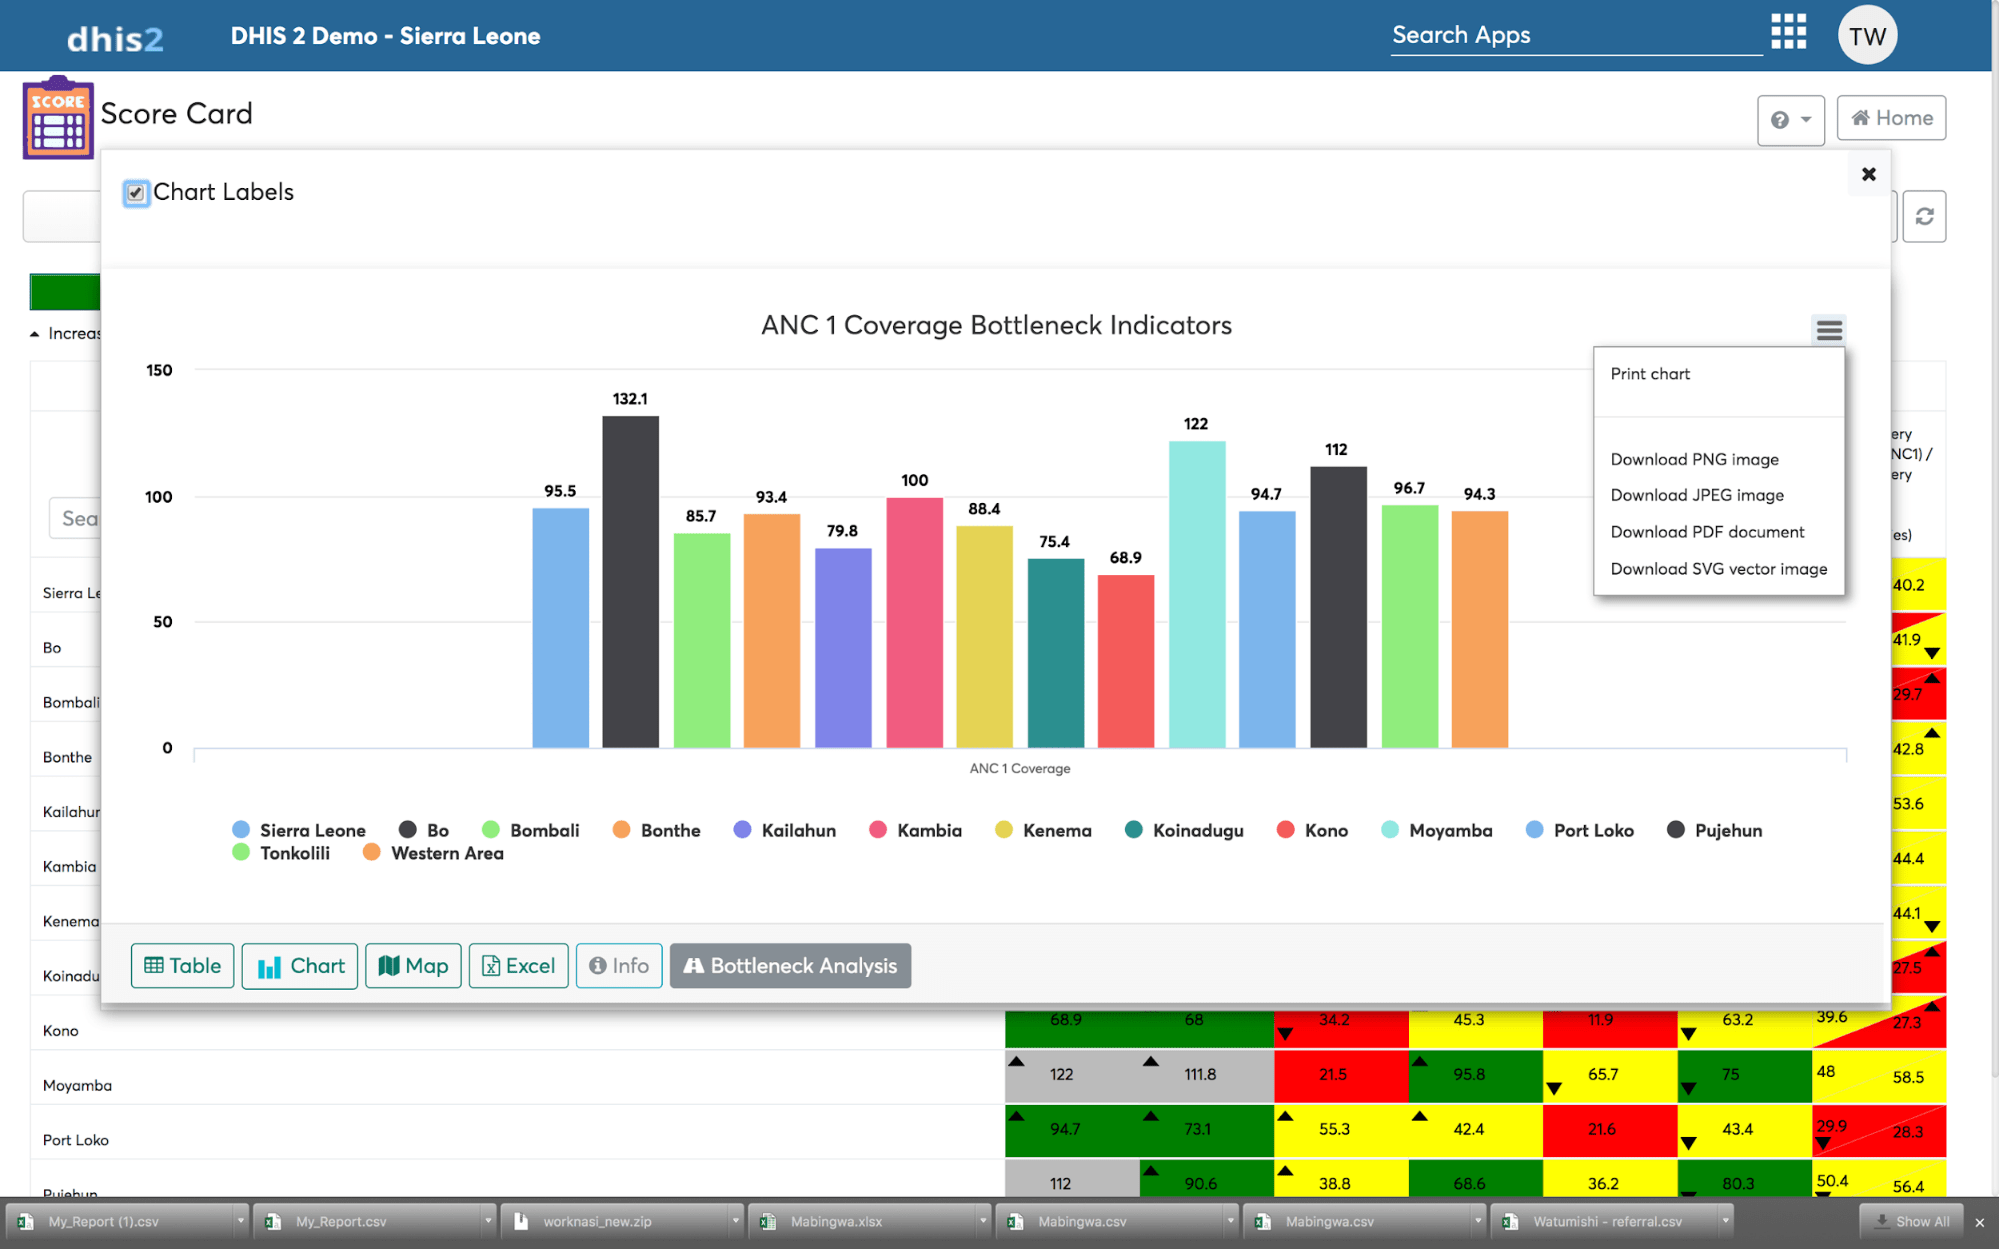 dhis2
DHIS 2 Demo - Sierra Leone
Search Apps
TW
SCORE
Score Card
Home
Chart Labels
Increas
ANC 1 Coverage Bottleneck Indicators
Print chart
Download PNG image
Download JPEG image
Download PDF document
Download SVG vector image
150
100
50
0
95.5
132.1
85.7
93.4
79.8
100
88.4
75.4
68.9
122
94.7
112
96.7
94.3
ANC 1 Coverage
Sierra Leone Bo Bombali Bonthe Kailahun Kambia Kenema Koinadugu Kono Moyamba Port Loko Pujehun
Tonkolili Western Area
Table Chart Map Excel Info Bottleneck Analysis
ery
NC1) /
ery
Sea
es)
Sierra Le 40.2
Bo 41.9
Bombali 29.7
Bonthe 42.8
Kailahur 53.6
Kambia 44.4
Kenema 44.1
Koinadu 27.5
Kono 68.9 68 34.2 45.3 11.9 63.2 39.6 27.3
Moyamba 122 111.8 21.5 95.8 65.7 75 48 58.5
Port Loko 94.7 73.1 55.3 42.4 21.6 43.4 29.9 28.3
Pujehun 112 90.6 38.8 68.6 36.2 80.3 50.4 56.4
My_Report (1).csv My_Report.csv worknasi_new.zip Mabingwa.xlsx Mabingwa.csv Mabingwa.csv Watumishi - referral.csv Show All